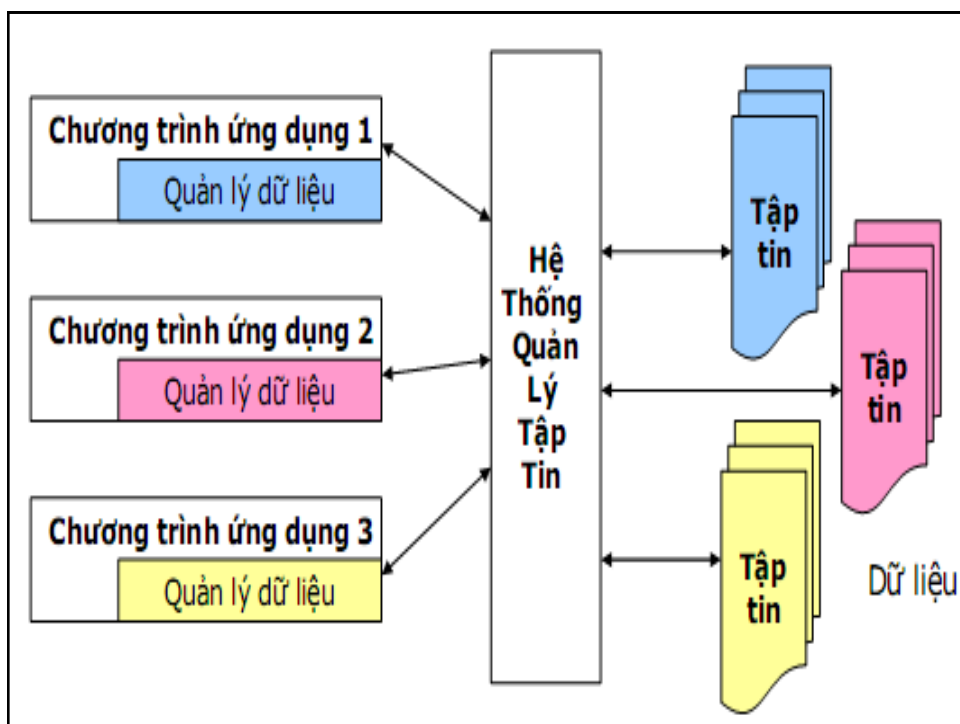 Chương trình ứng dụng 1
Quản lý dữ liệu
Chương trình ứng dụng 2
Quản lý dữ liệu
Chương trình ứng dụng 3
Quản lý dữ liệu
Hệ
Thống
Quản
Lý
Tập
Tin
Tập
tin
Tập
tin
Tập
tin
Dữ liệu